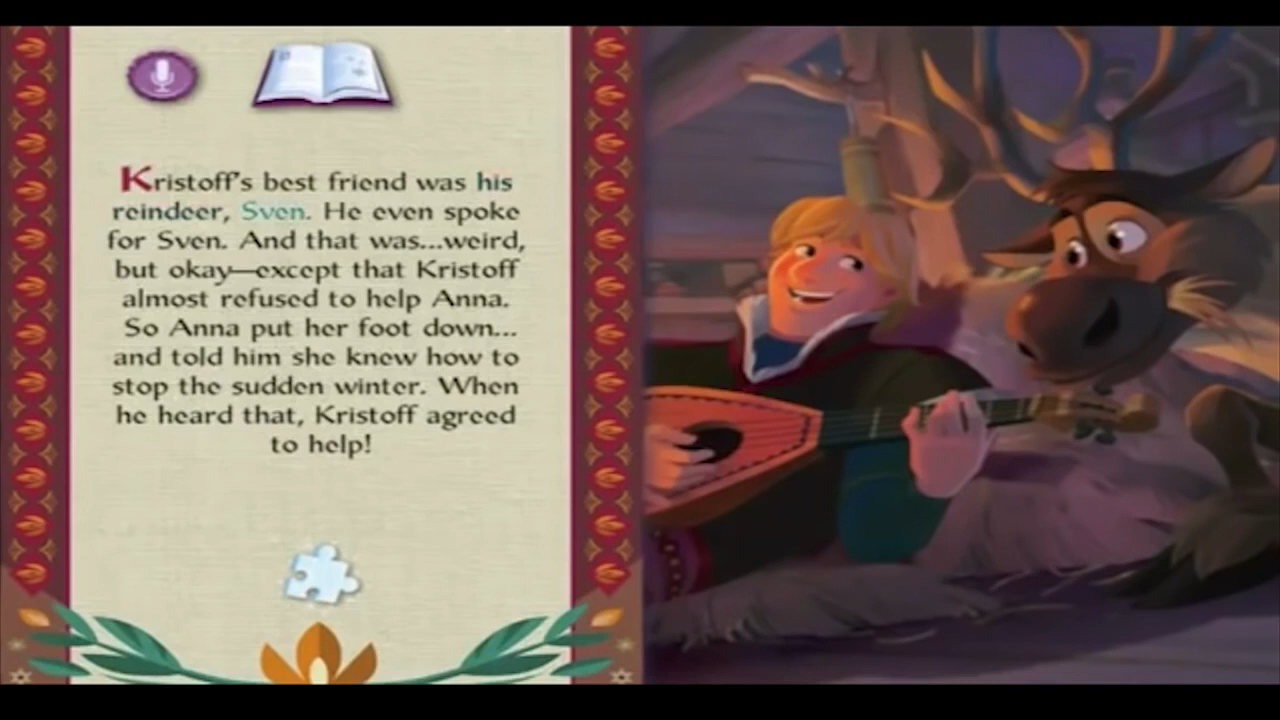 Kristoff's best friend was his
reindeer, Sven. He even spoke
for Sven. And that was...weird,
but okay—except that Kristoff
almost refused to help Anna.
So Anna put her foot down...
and told him she knew how to
stop the sudden winter. When
he heard that, Kristoff agreed
to help!